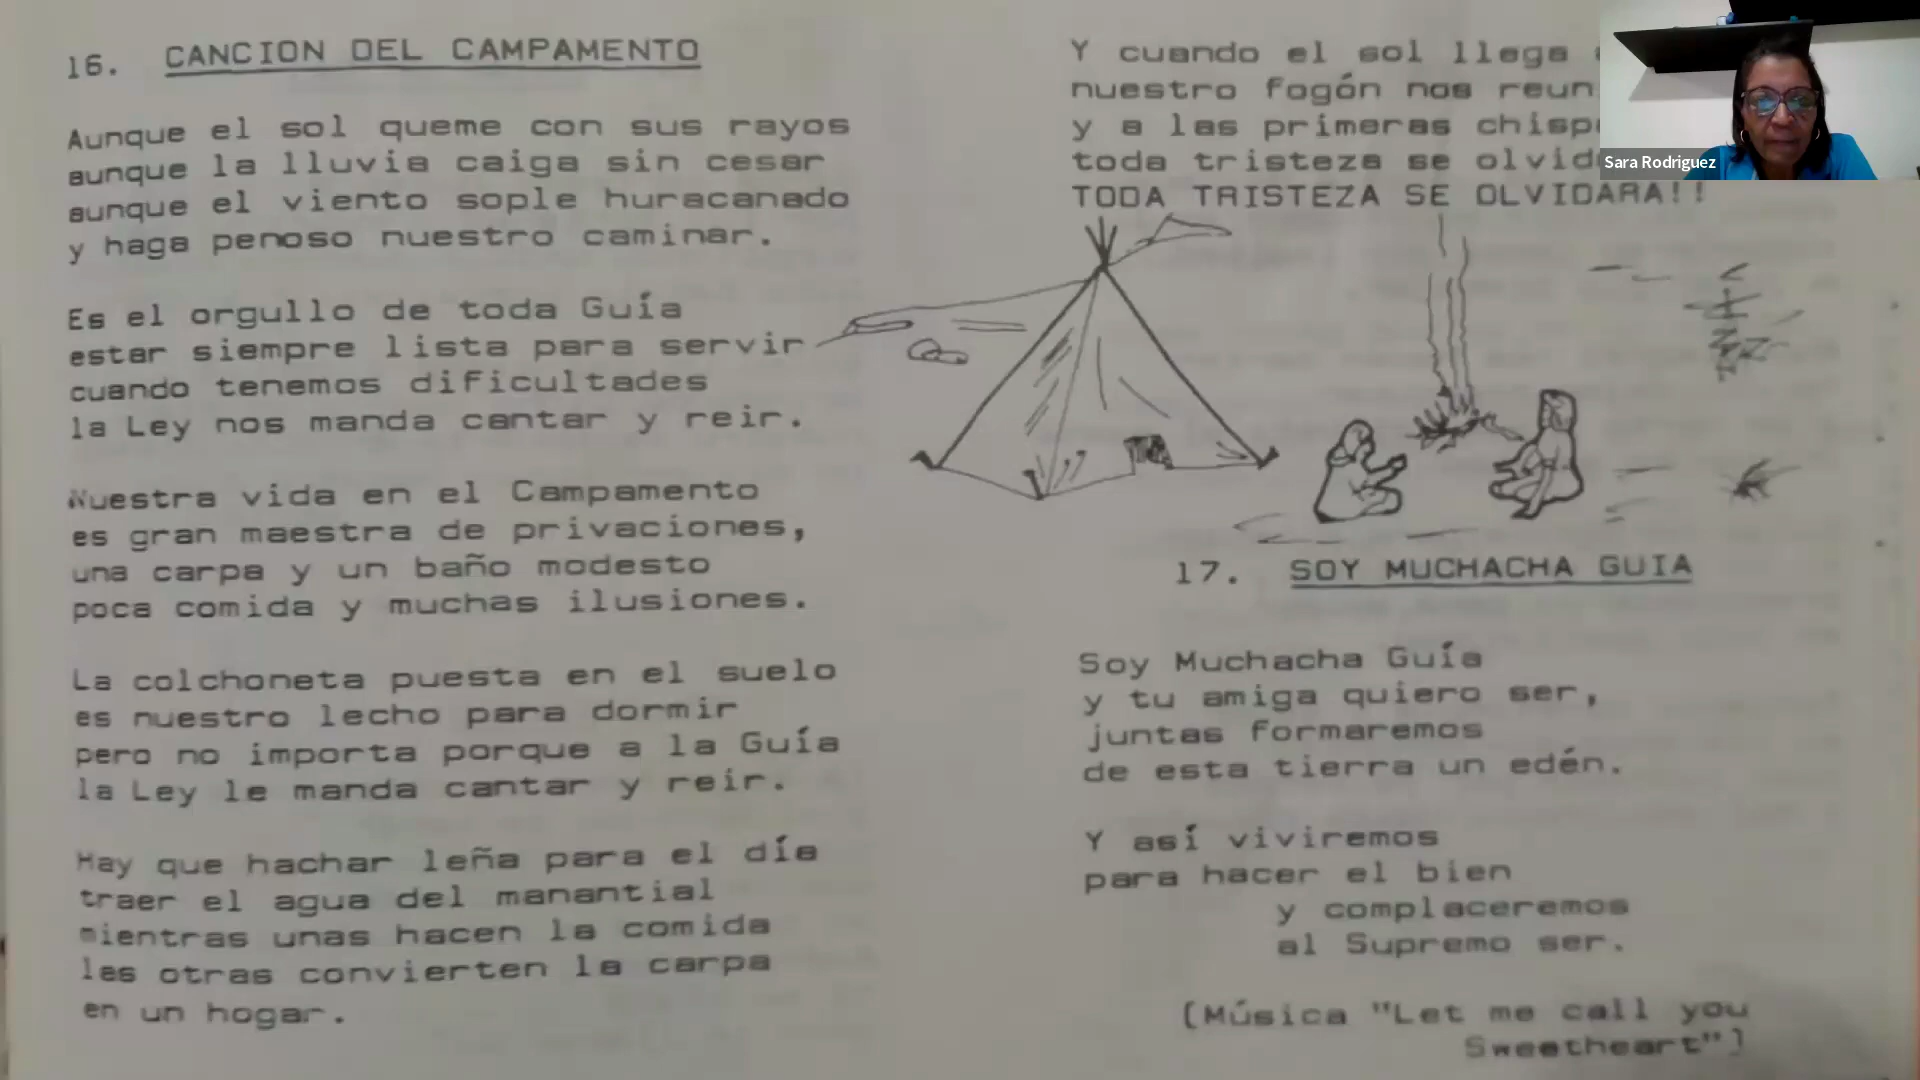 16. CANCION DEL CAMPAMENTO
Aunque el sol queme con sus rayos
aunque la lluvia caiga sin cesar
aunque el viento sople huracanado
y haga penoso nuestro caminar.
Es el orgullo de toda Guía
estar siempre lista para servir
cuando tenemos dificultades
la Ley nos manda cantar y reir.
Nuestra vida en el Campamento
es gran maestra de privaciones,
una carpa y un baño modesto
poca comida y muchas ilusiones.
La colchoneta puesta en el suelo
es nuestro lecho para dormir
pero no importa porque a la Guía
la Ley le manda cantar y reir.
Hay que hachar leña para el día
traer el agua del manantial
mientras unas hacen la comida
las otras convierten la carpa
en un hogar.
Y cuando el sol llega
nuestro fogón nos
y a las primeras
toda tristeza se
TODA TRISTEZA SE OLVIDARA!!
17. SOY MUCHACHA GUIA
Soy Muchacha Guía
y tu amiga quiero ser,
juntas formaremos
de esta tierra un edén.
Y así viviremos
para hacer el bien
y complaceremos
al Supremo ser.
(Música "Let me call you
Sweetheart")
Sara Rodriguez